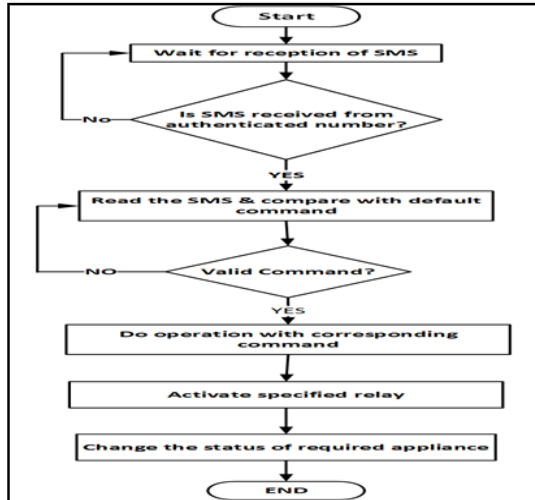 Start
Wait for reception of SMS
Is SMS received from
authenticated number?
No
YES
Read the SMS & compare with default
command
Valid Command?
NO
YES
Do operation with corresponding
command
Activate specified relay
Change the status of required appliance
END